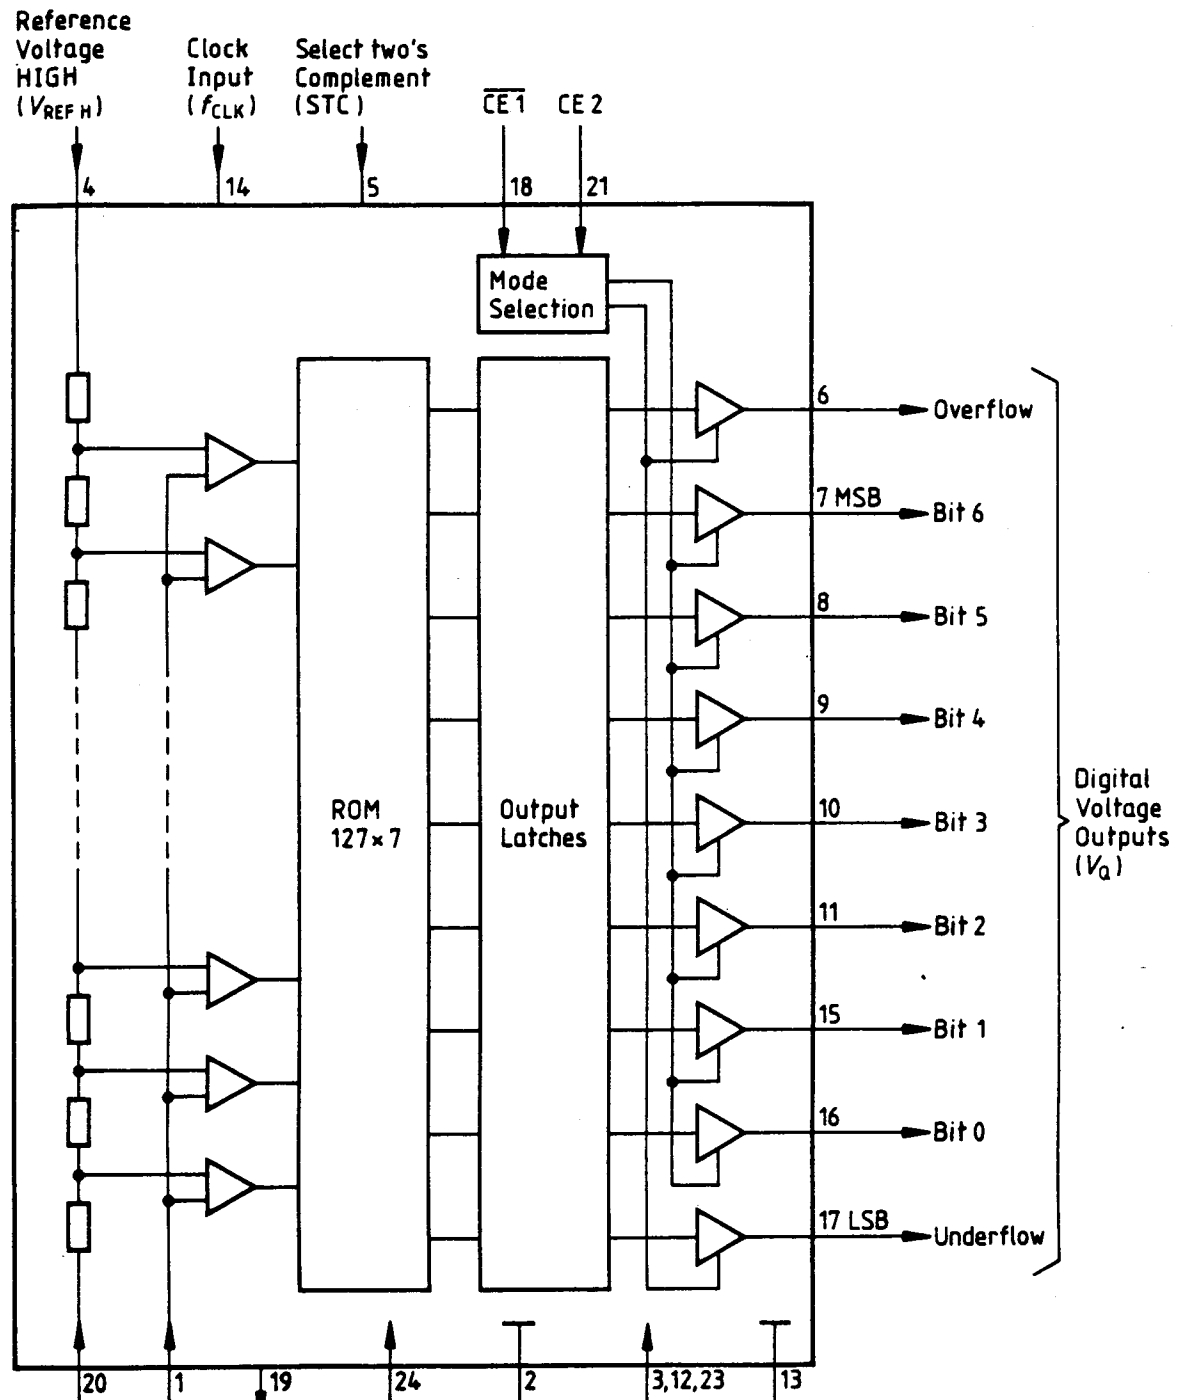 Reference
Voltage
HIGH
(VREF H)
Clock
Input
(fCLK)
Select two's
Complement
(STC)
CE 1
CE 2
4
14
5
18
21
Mode
Selection
ROM
127 × 7
Output
Latches
6
Overflow
7 MSB
Bit 6
8
Bit 5
9
Bit 4
10
Bit 3
11
Bit 2
15
Bit 1
16
Bit 0
17 LSB
Underflow
Digital
Voltage
Outputs
(VQ)
20
1
19
24
2
3,12,23
13